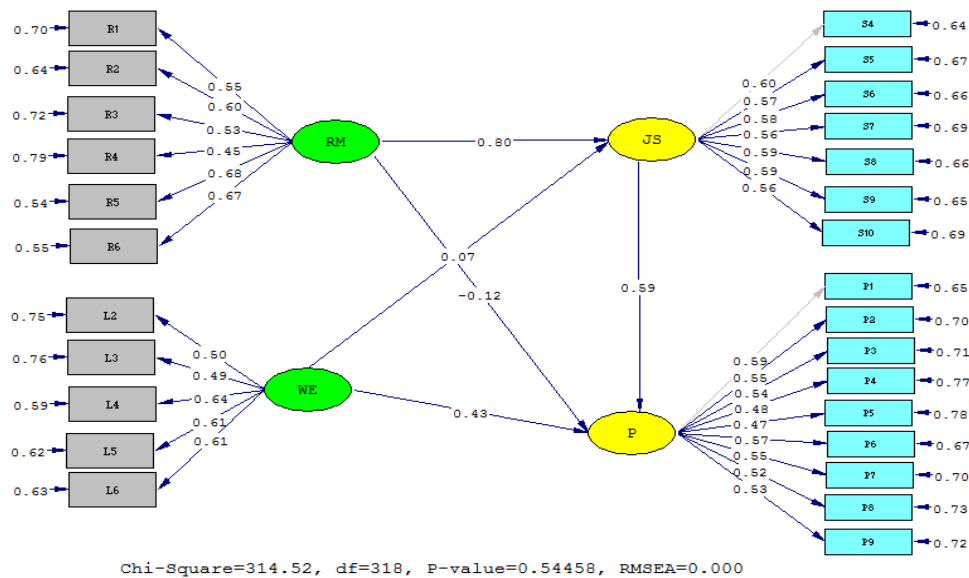 0.70 R1
0.64 R2
0.72 R3
0.79 R4
0.54 R5
0.55 R6
0.75 L2
0.76 L3
0.59 L4
0.62 L5
0.63 L6
0.55
0.60
0.53
0.45
0.68
0.67
0.50
0.49
0.64
0.61
0.61
RM
WE
0.80
0.07
-0.12
0.43
0.59
JS
P
0.60
0.57
0.58
0.56
0.59
0.59
0.56
0.59
0.55
0.54
0.48
0.47
0.57
0.55
0.52
0.53
S4 0.64
S5 0.67
S6 0.66
S7 0.69
S8 0.66
S9 0.65
S10 0.69
P1 0.65
P2 0.70
P3 0.71
P4 0.77
P5 0.78
P6 0.67
P7 0.70
P8 0.73
P9 0.72
Chi-Square=314.52, df=318, P-value=0.54458, RMSEA=0.000